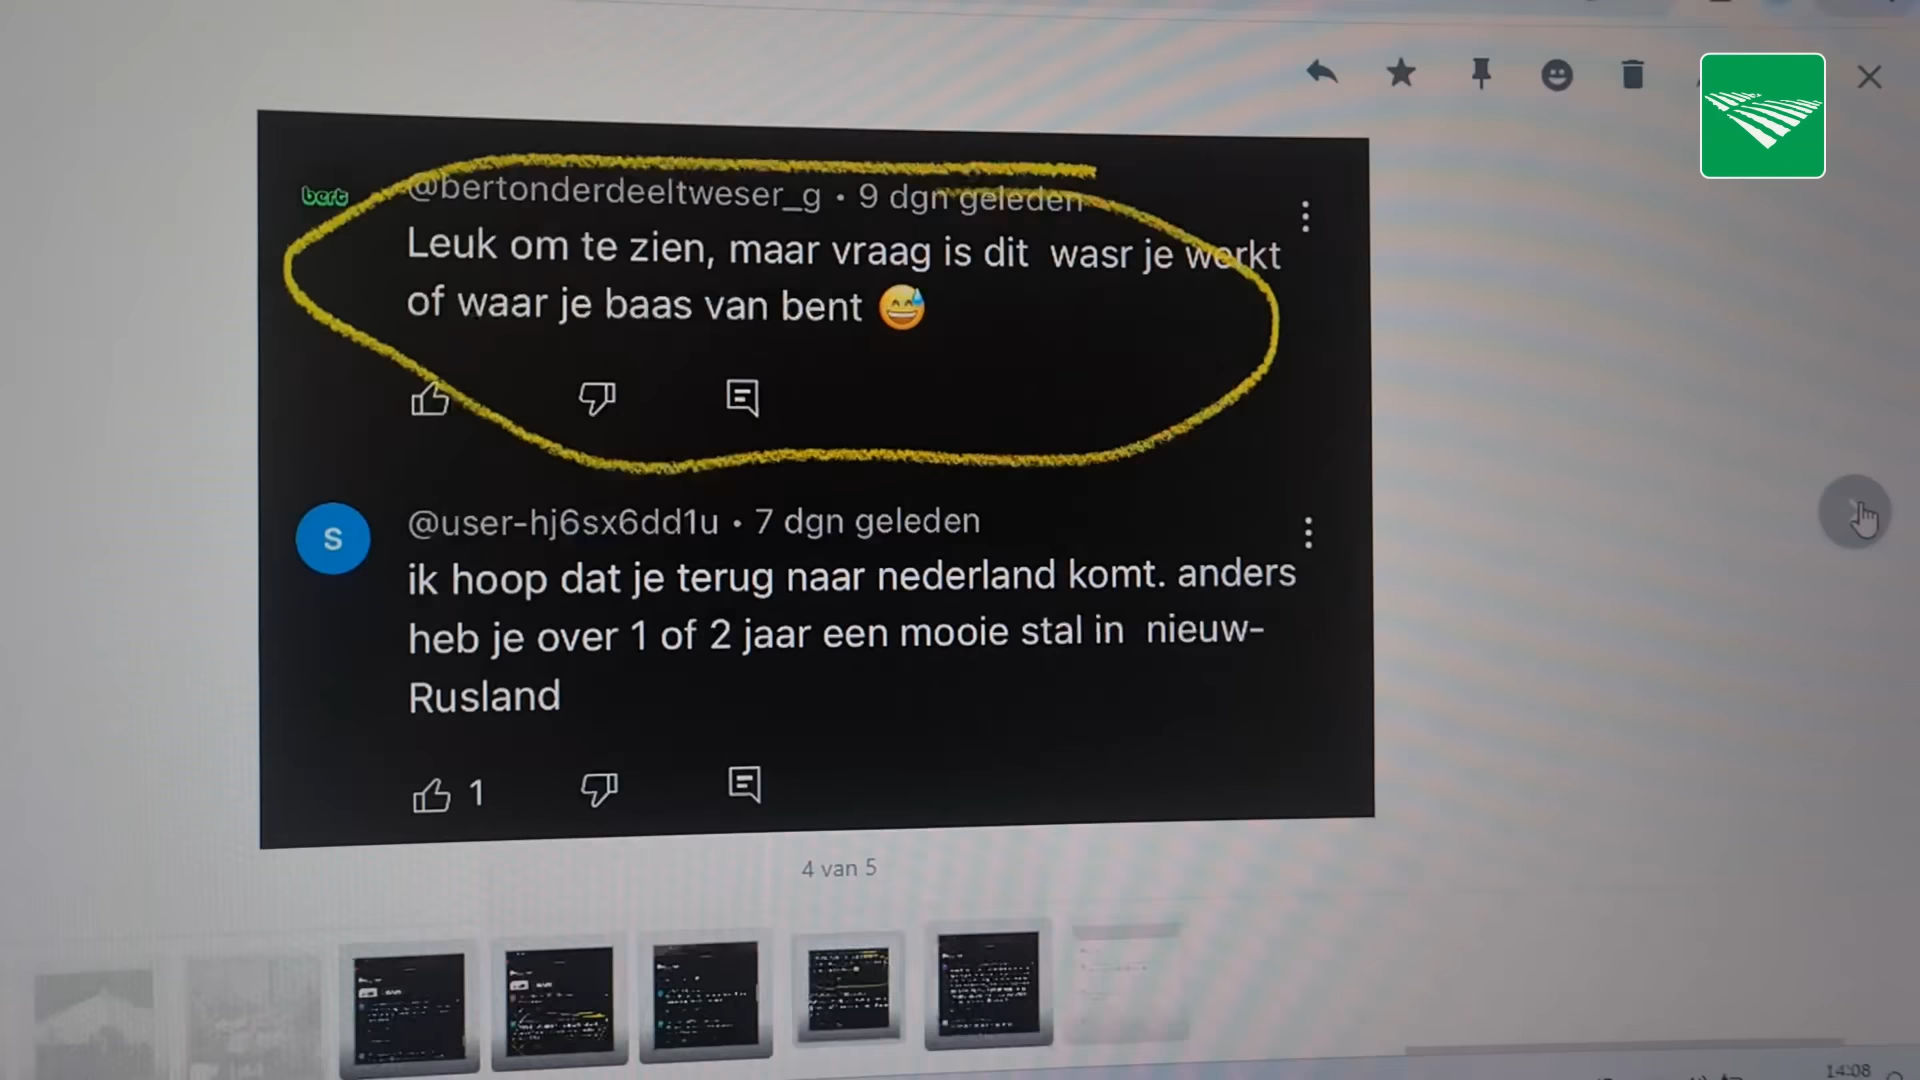 bert
@bertonderdeeltweser_g • 9 dgn geleden
Leuk om te zien, maar vraag is dit wasr je werkt
of waar je baas van bent 😅
S
@user-hj6sx6dd1u • 7 dgn geleden
ik hoop dat je terug naar nederland komt. anders
heb je over 1 of 2 jaar een mooie stal in nieuw-
Rusland
1
4 van 5
14:08